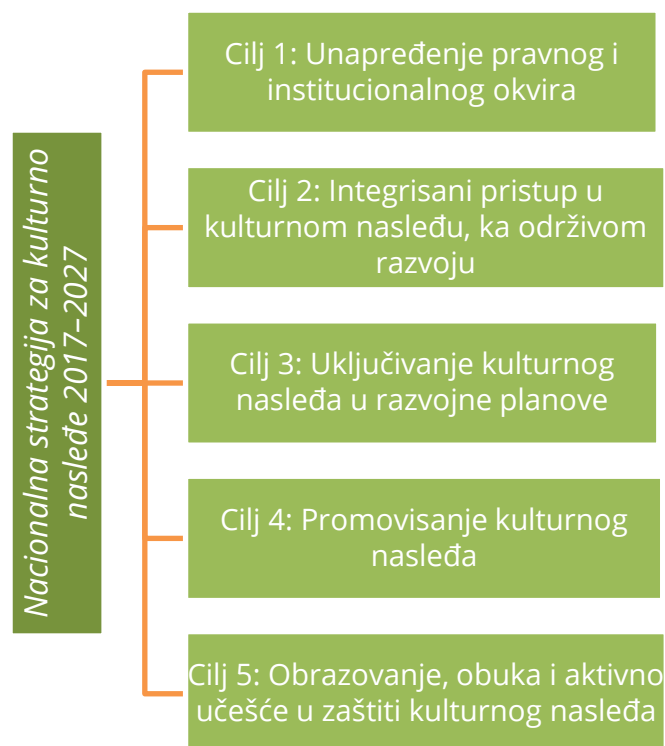 Nacionalna strategija za kulturno
nasleđe 2017–2027
Cilj 1: Unapređenje pravnog i
institucionalnog okvira
Cilj 2: Integrisani pristup u
kulturnom nasleđu, ka održivom
razvoju
Cilj 3: Uključivanje kulturnog
nasleđa u razvojne planove
Cilj 4: Promovisanje kulturnog
nasleđa
Cilj 5: Obrazovanje, obuka i aktivno
učešće u zaštiti kulturnog nasleđa